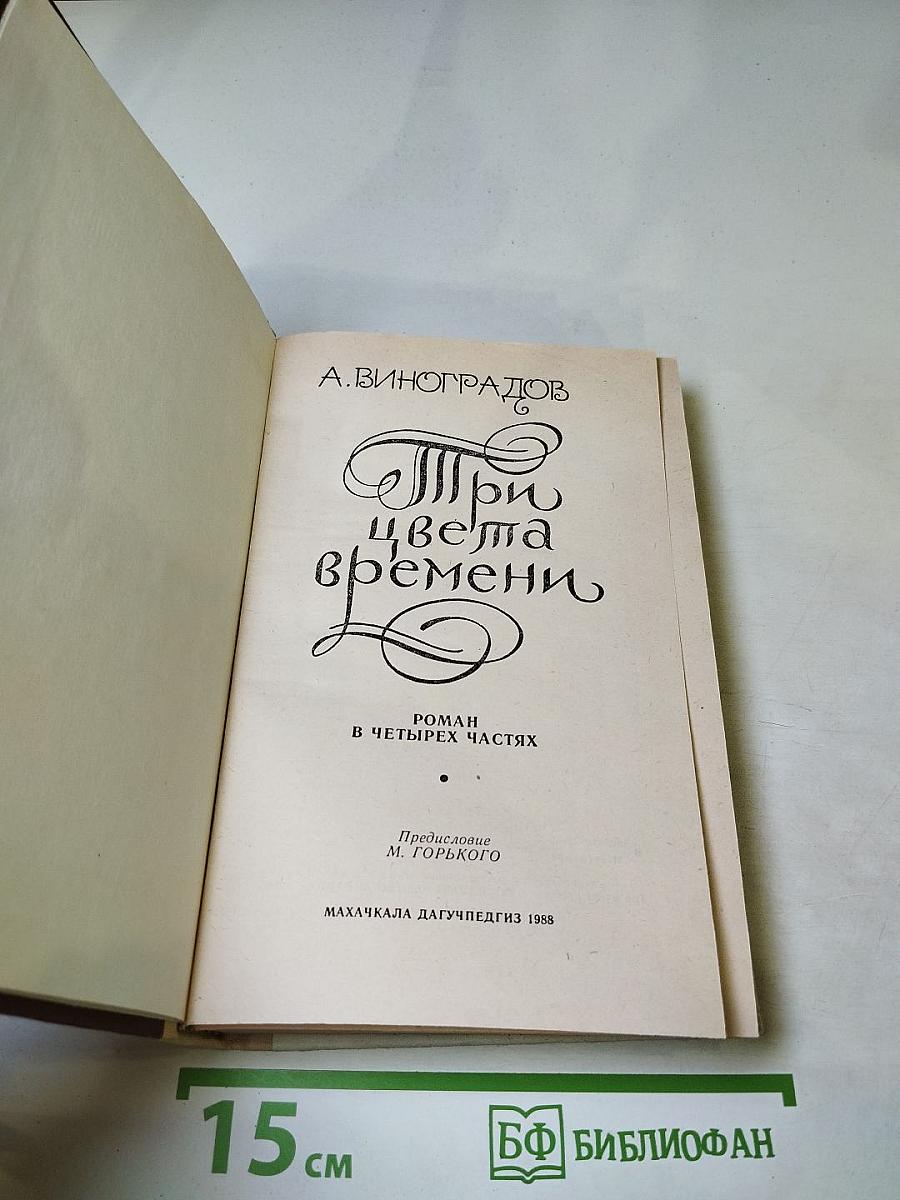 А. ВИНОГРАДОВ
Три
цвета
времени
РОМАН
В ЧЕТЫРЕХ ЧАСТЯХ
Предисловие
М. ГОРЬКОГО
МАХАЧКАЛА ДАГУЧПЕДГИЗ 1988
15 см
БФ БИБЛИОФАН